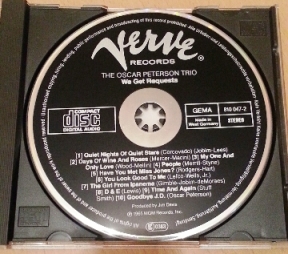 Verve
RECORDS
THE OSCAR PETERSON TRIO
We Get Requests
COMPACT
disc
DIGITAL AUDIO
GEMA
Made in
West Germany
810 047-2
STEREO
[1] Quiet Nights Of Quiet Stars (Corcovado) (Jobim-Lees)
[2] Days Of Wine And Roses (Mercer-Mancini) [3] My One And
Only Love (Wood-Mellin) [4] People (Merrill-Styne)
[5] Have You Met Miss Jones? (Rodgers-Hart)
[6] You Look Good To Me (Lefco-Wells, Jr.)
[7] The Girl From Ipanema (Gimbel-Jobim-deMoraes)
[8] D & E (Lewis) [9] Time And Again (Stuff
Smith) [10] Goodbye J.D. (Oscar Peterson)
Produced by Jim Davis